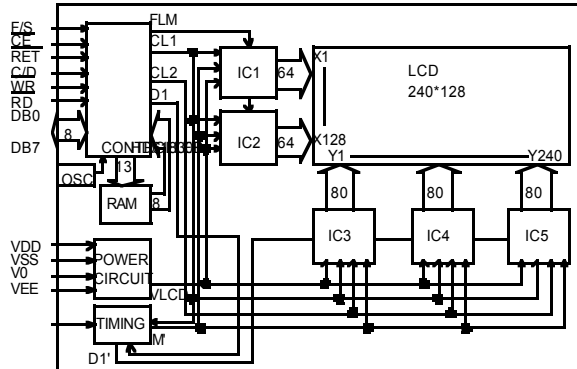 F/S
CE
RET
C/D
WR
RD
DB0
DB7
8
OSC
FLM
CL1
CL2
D1
CONT
13
RAM
8
IC1
64
IC2
64
X1
LCD
240*128
X128
Y1
Y240
80
80
80
IC3
IC4
IC5
VDD
VSS
V0
VEE
POWER
CIRCUIT
VLCD
TIMING
M'
D1'